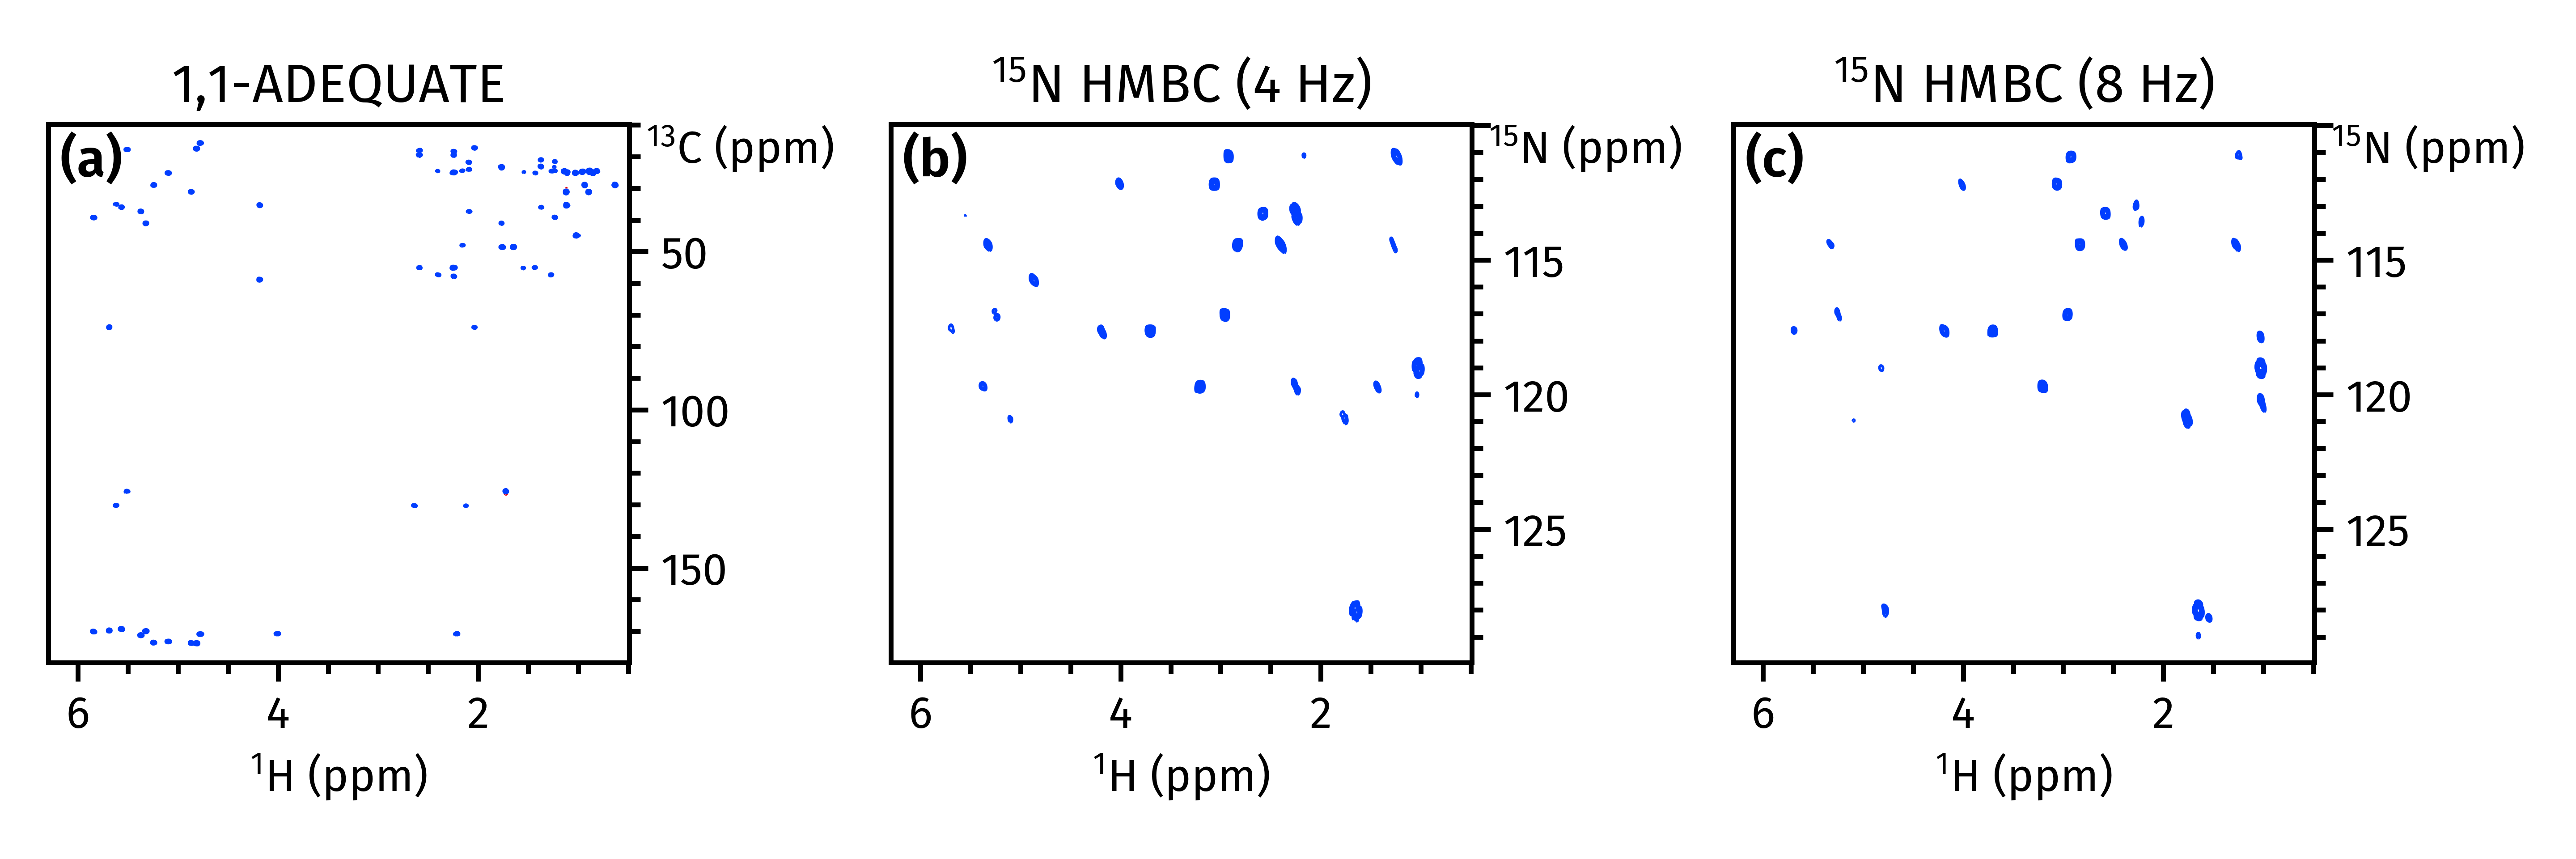 1,1-ADEQUATE
(a)
¹³C (ppm)
50
100
150
6 4 2
¹H (ppm)
¹⁵N HMBC (4 Hz)
(b)
¹⁵N (ppm)
115
120
125
6 4 2
¹H (ppm)
¹⁵N HMBC (8 Hz)
(c)
¹⁵N (ppm)
115
120
125
6 4 2
¹H (ppm)